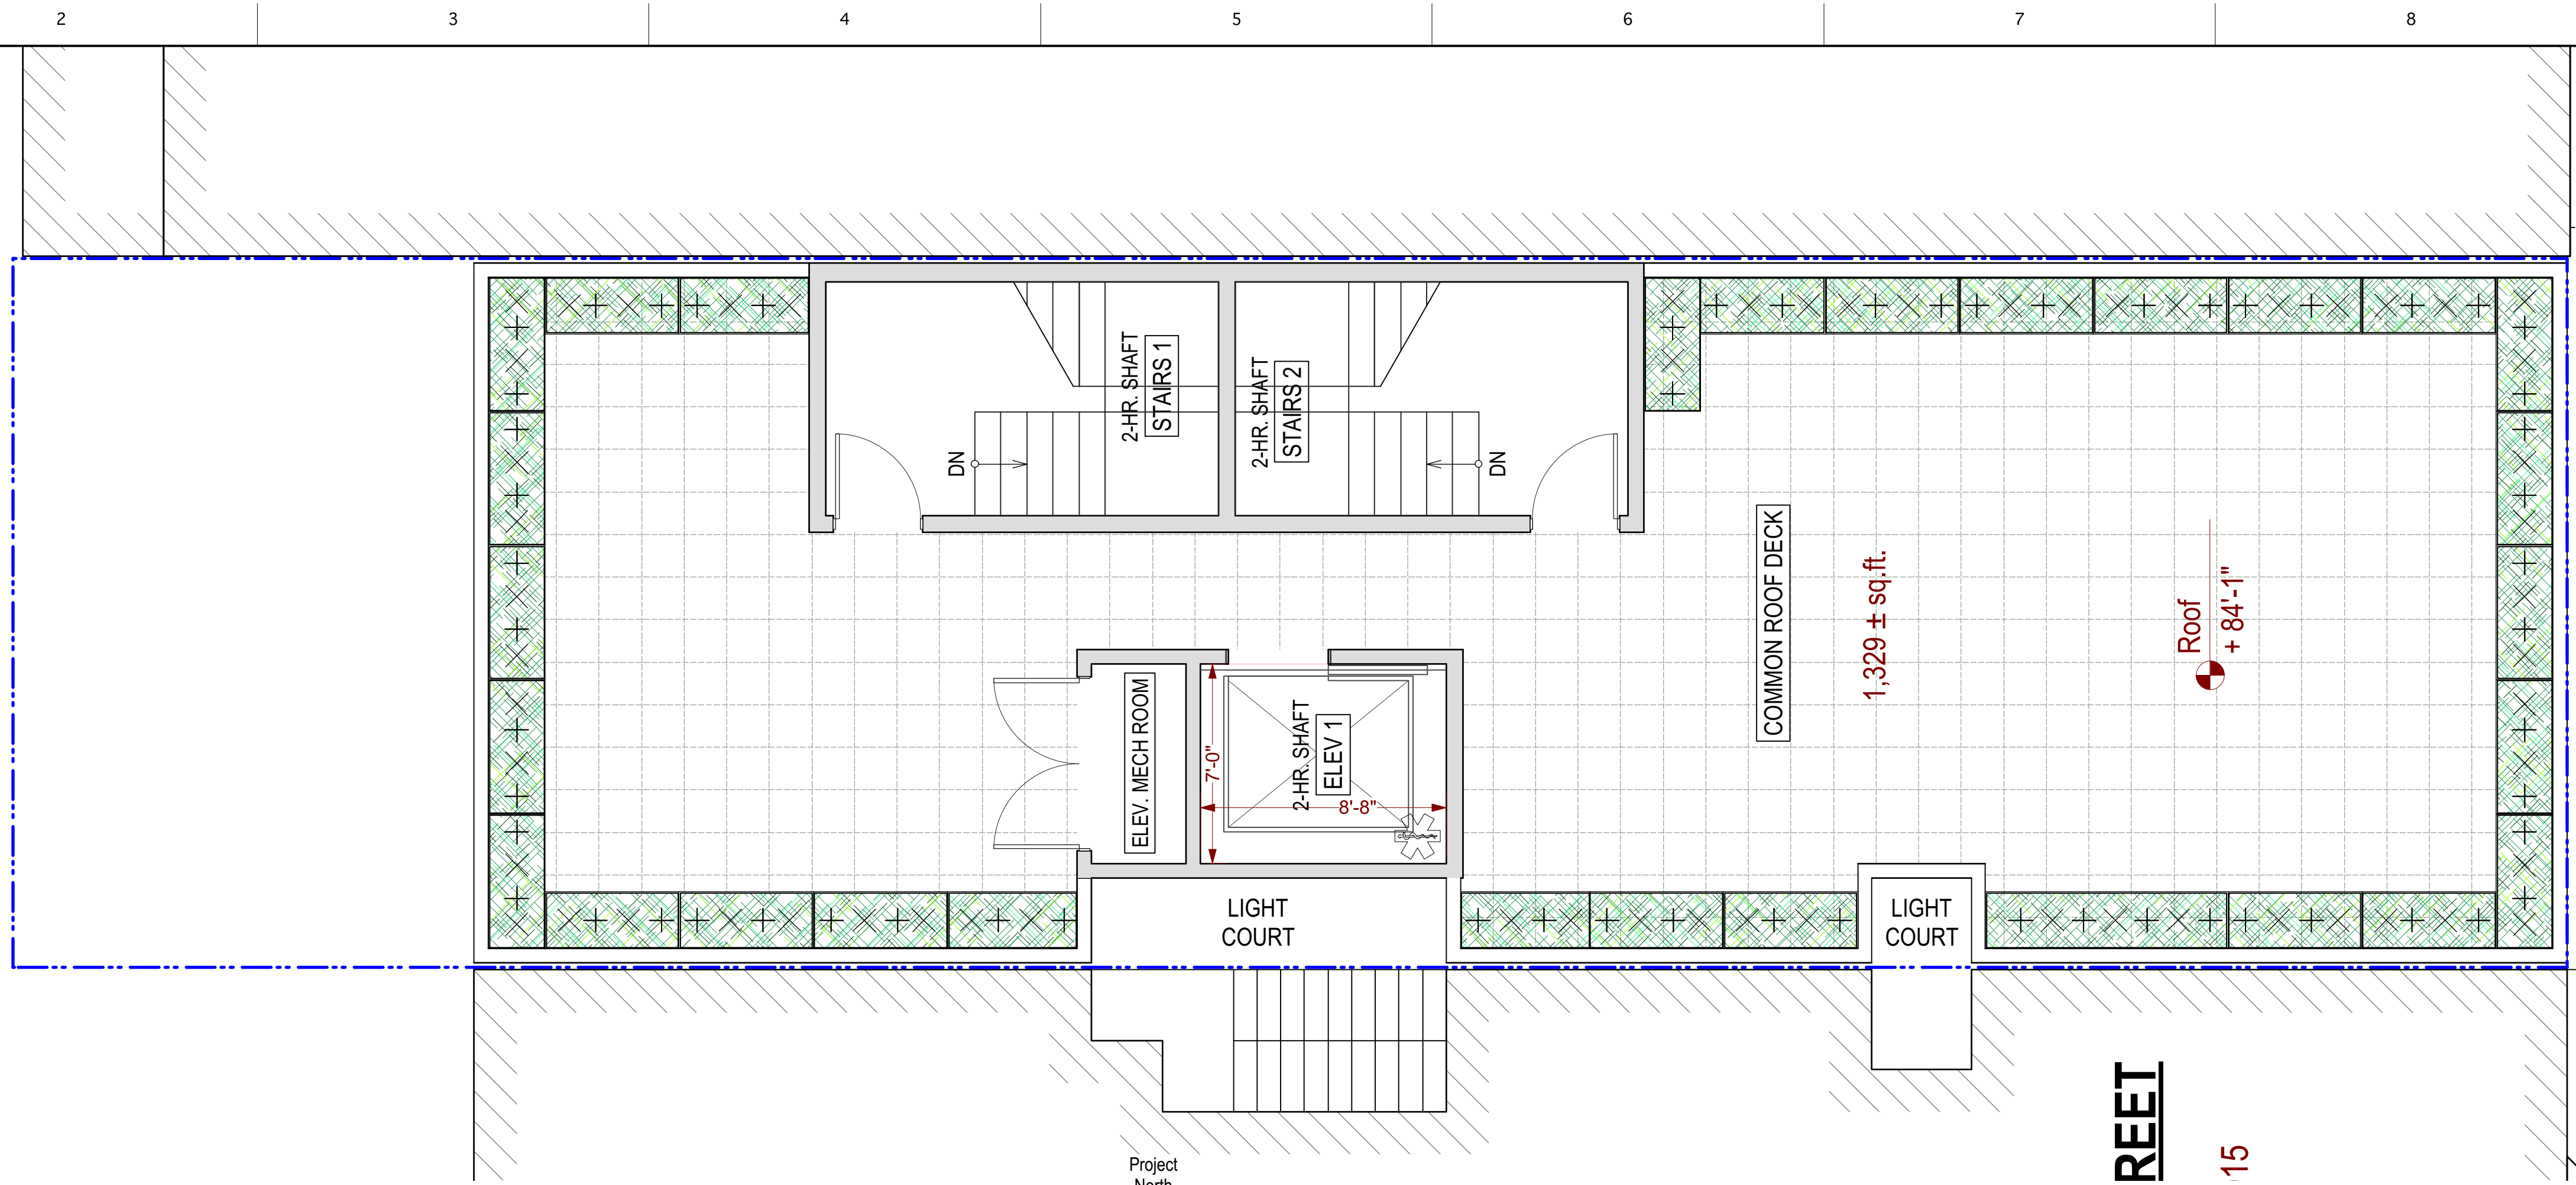 2
3
4
5
6
7
8
2-HR. SHAFT
STAIRS 1
2-HR. SHAFT
STAIRS 2
DN
DN
COMMON ROOF DECK
1,329 ± sq.ft.
Roof
+ 84'-1"
ELEV. MECH ROOM
7'-0"
2-HR. SHAFT
ELEV 1
8'-8"
LIGHT
COURT
LIGHT
COURT
REET
15
Project
North